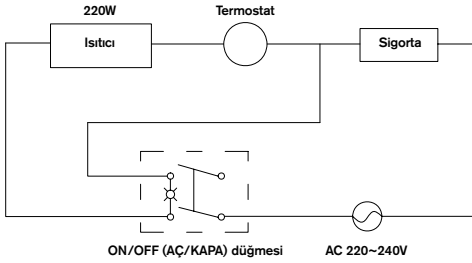 220W
Termostat
Isıtıcı
Sigorta
ON/OFF (AÇ/KAPA) düğmesi
AC 220~240V